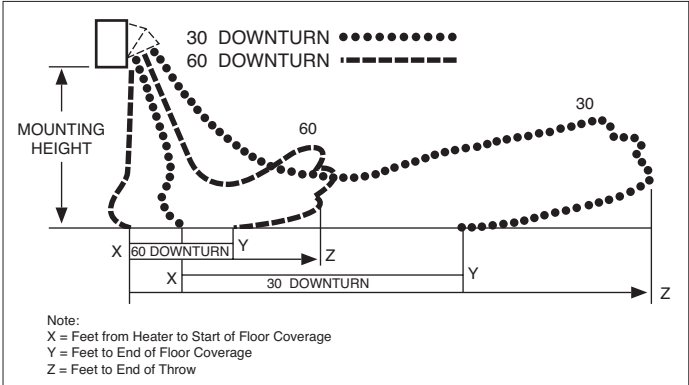 30 DOWNTURN
60 DOWNTURN
MOUNTING
HEIGHT
60
30
X 60 DOWNTURN Y Z
X 30 DOWNTURN Y Z
Note:
X = Feet from Heater to Start of Floor Coverage
Y = Feet to End of Floor Coverage
Z = Feet to End of Throw